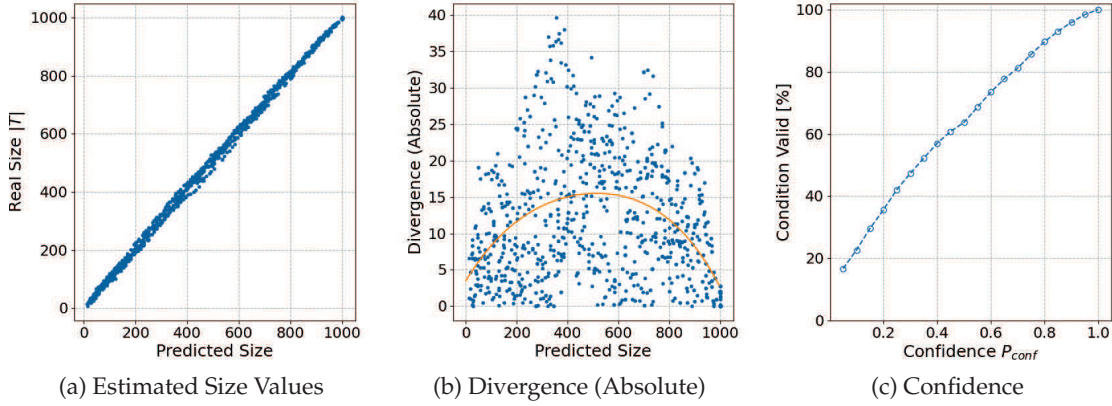 1000
800
600
400
200
0
Real Size |T|
0 200 400 600 800 1000
Predicted Size
(a) Estimated Size Values
40
35
30
25
20
15
10
5
0
Divergence (Absolute)
0 200 400 600 800 1000
Predicted Size
(b) Divergence (Absolute)
100
80
60
40
20
0
Condition Valid [%]
0.2 0.4 0.6 0.8 1.0
Confidence P_conf
(c) Confidence